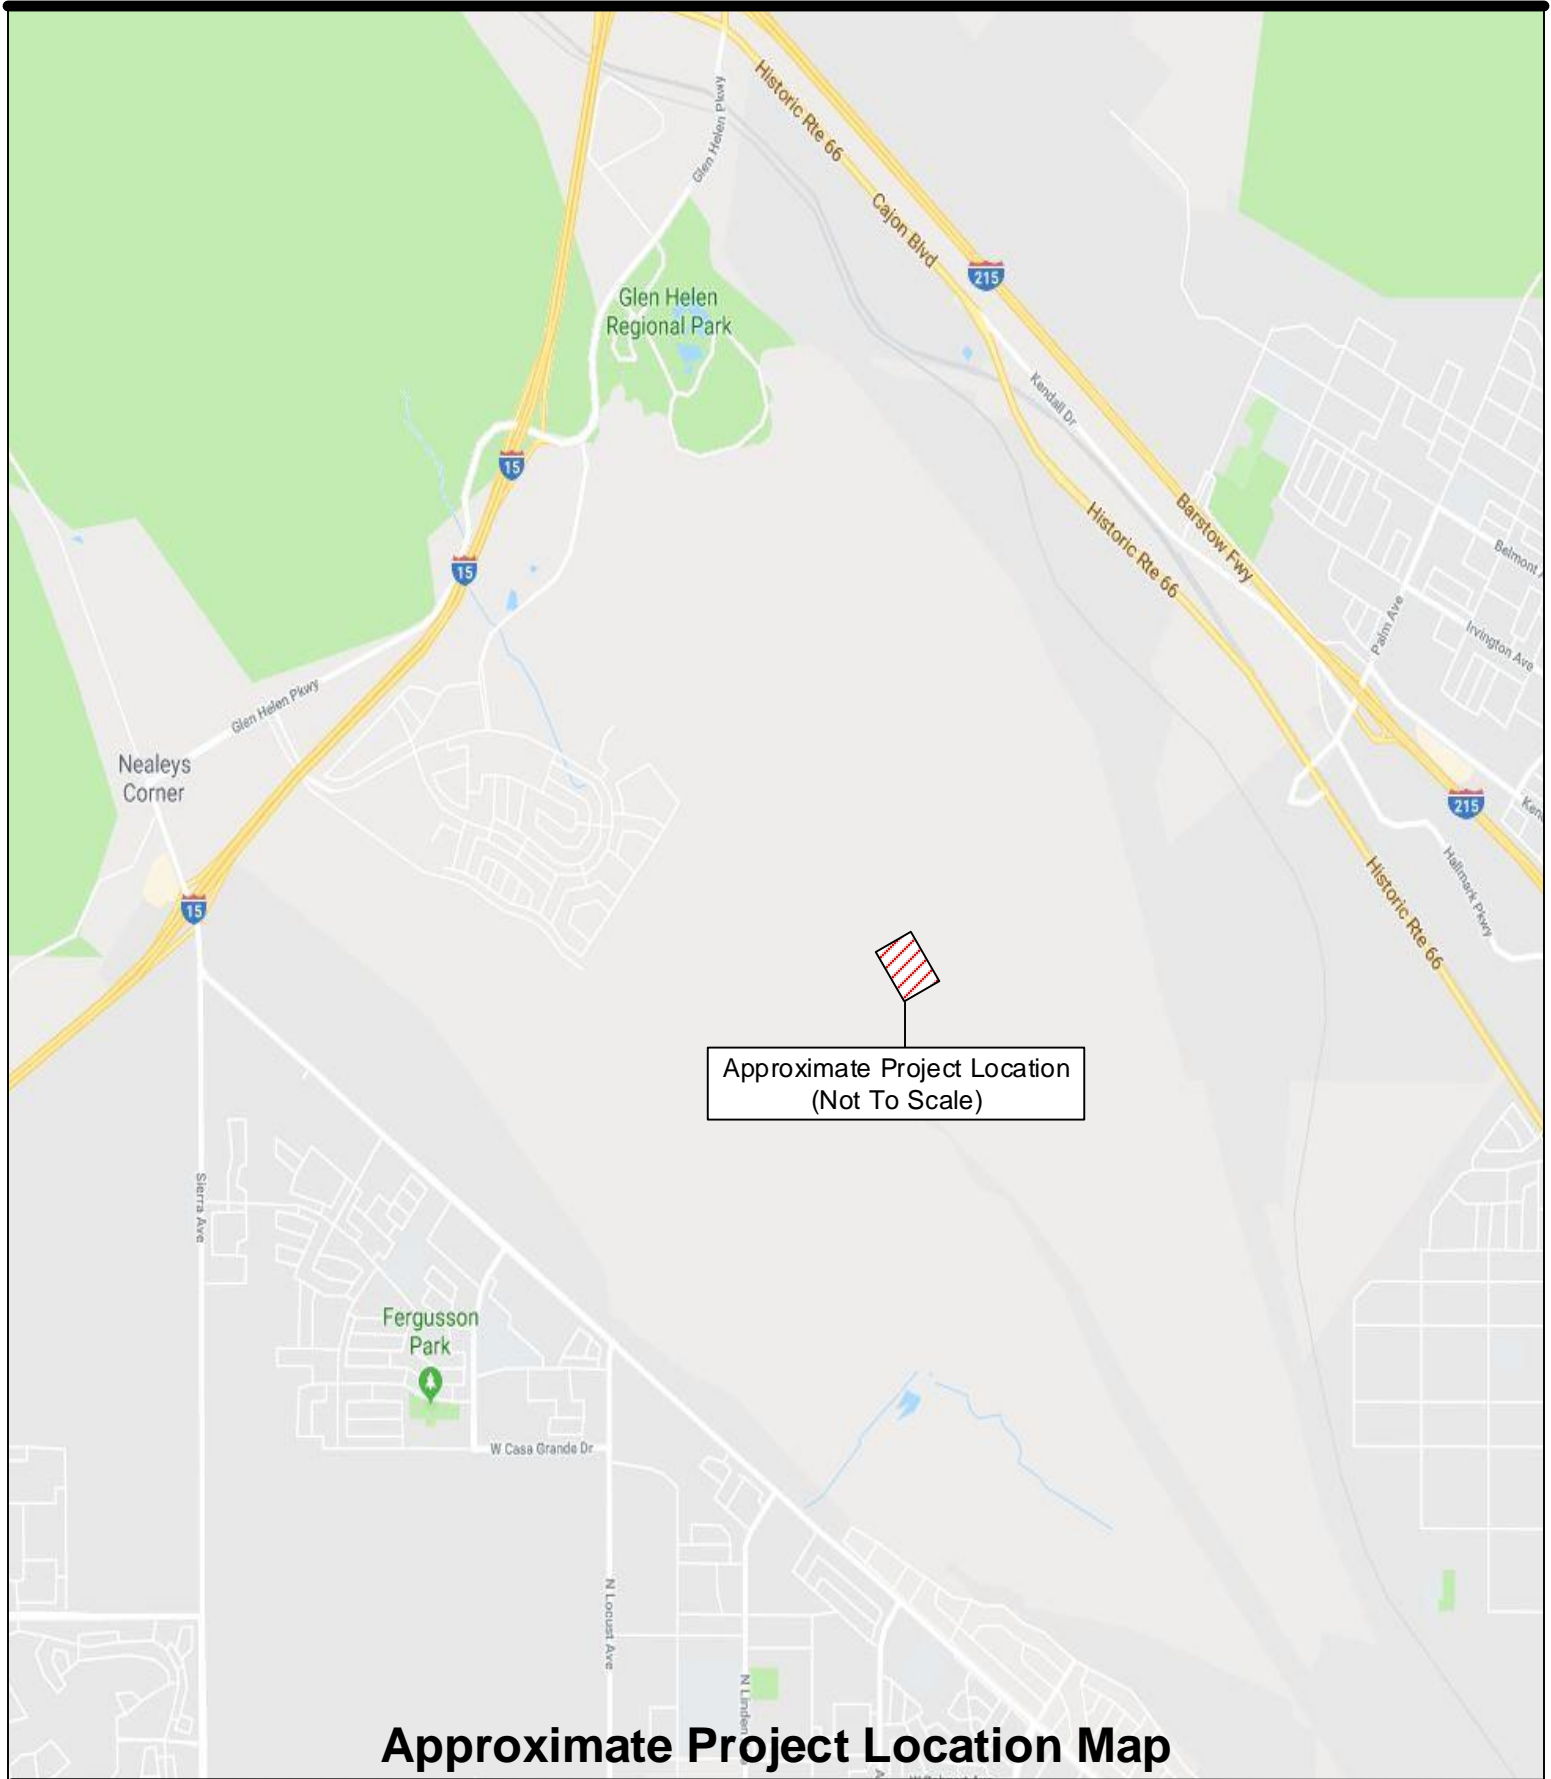 Historic Rte 66
Glen Helen Pkwy
Cajon Blvd
215
Glen Helen
Regional Park
Kendall Dr
15
Barstow Fwy
Historic Rte 66
Belmont
15
Palm Ave
Irvington Ave
Glen Helen Pkwy
Nealeys
Corner
215
Hallmark Pkwy
Historic Rte 66
15
Approximate Project Location
(Not To Scale)
Sierra Ave
Fergusson
Park
W Casa Grande Dr
N Locust Ave
N Linden
Approximate Project Location Map